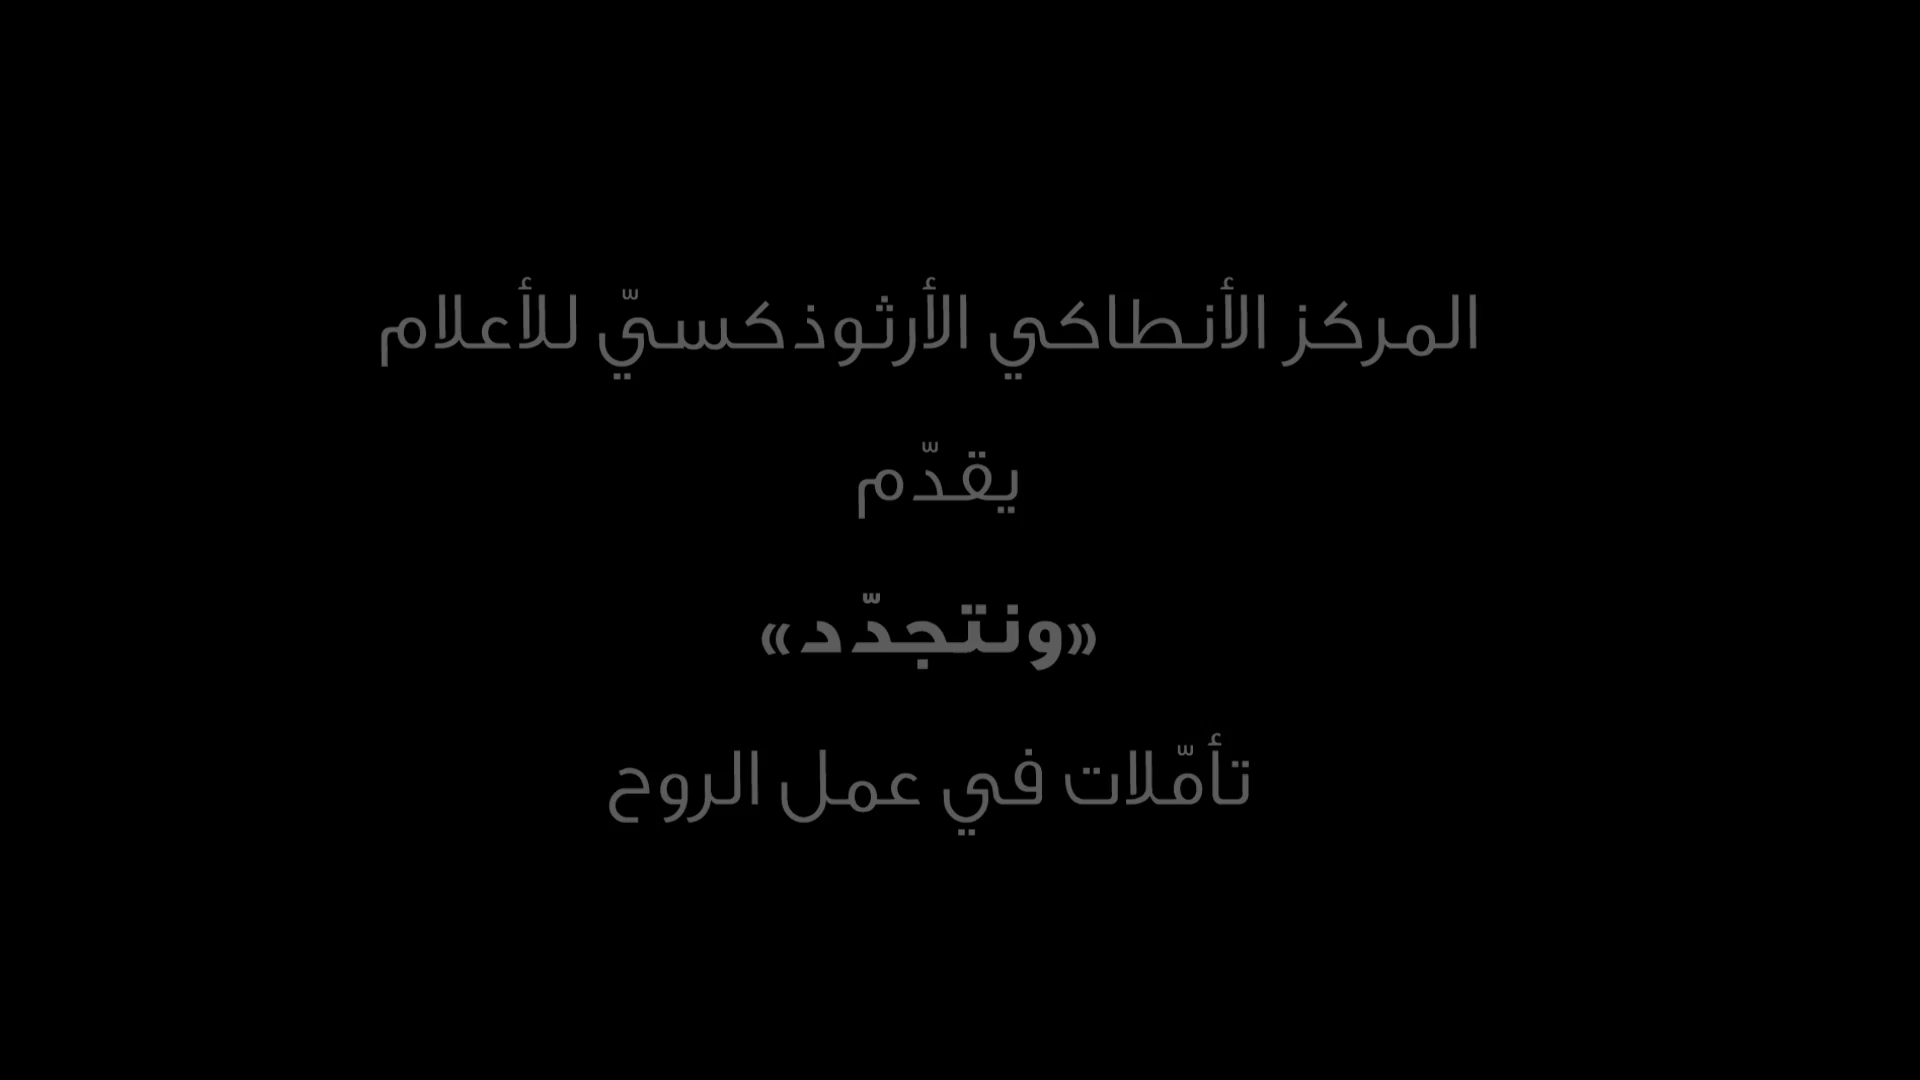 المركز الأنطاكي الأرثوذكسيّ للأعلام
يقدّم
«ونتجدّد»
تأمّلات في عمل الروح